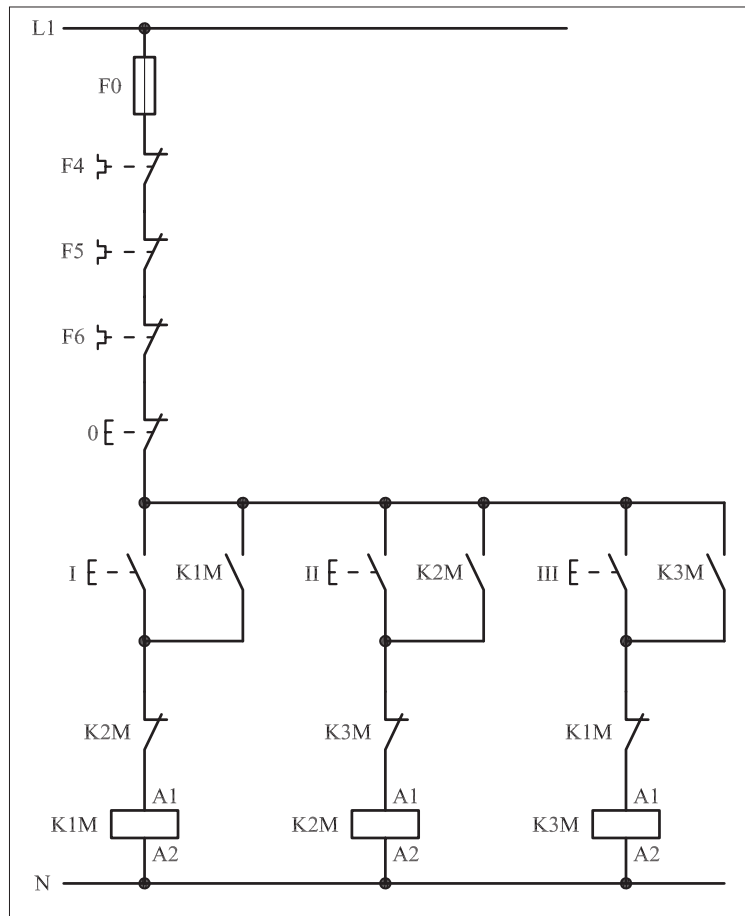 L1
F0
F4
F5
F6
0
I K1M II K2M III K3M
K2M K3M K1M
A1 A1 A1
K1M K2M K3M
A2 A2 A2
N